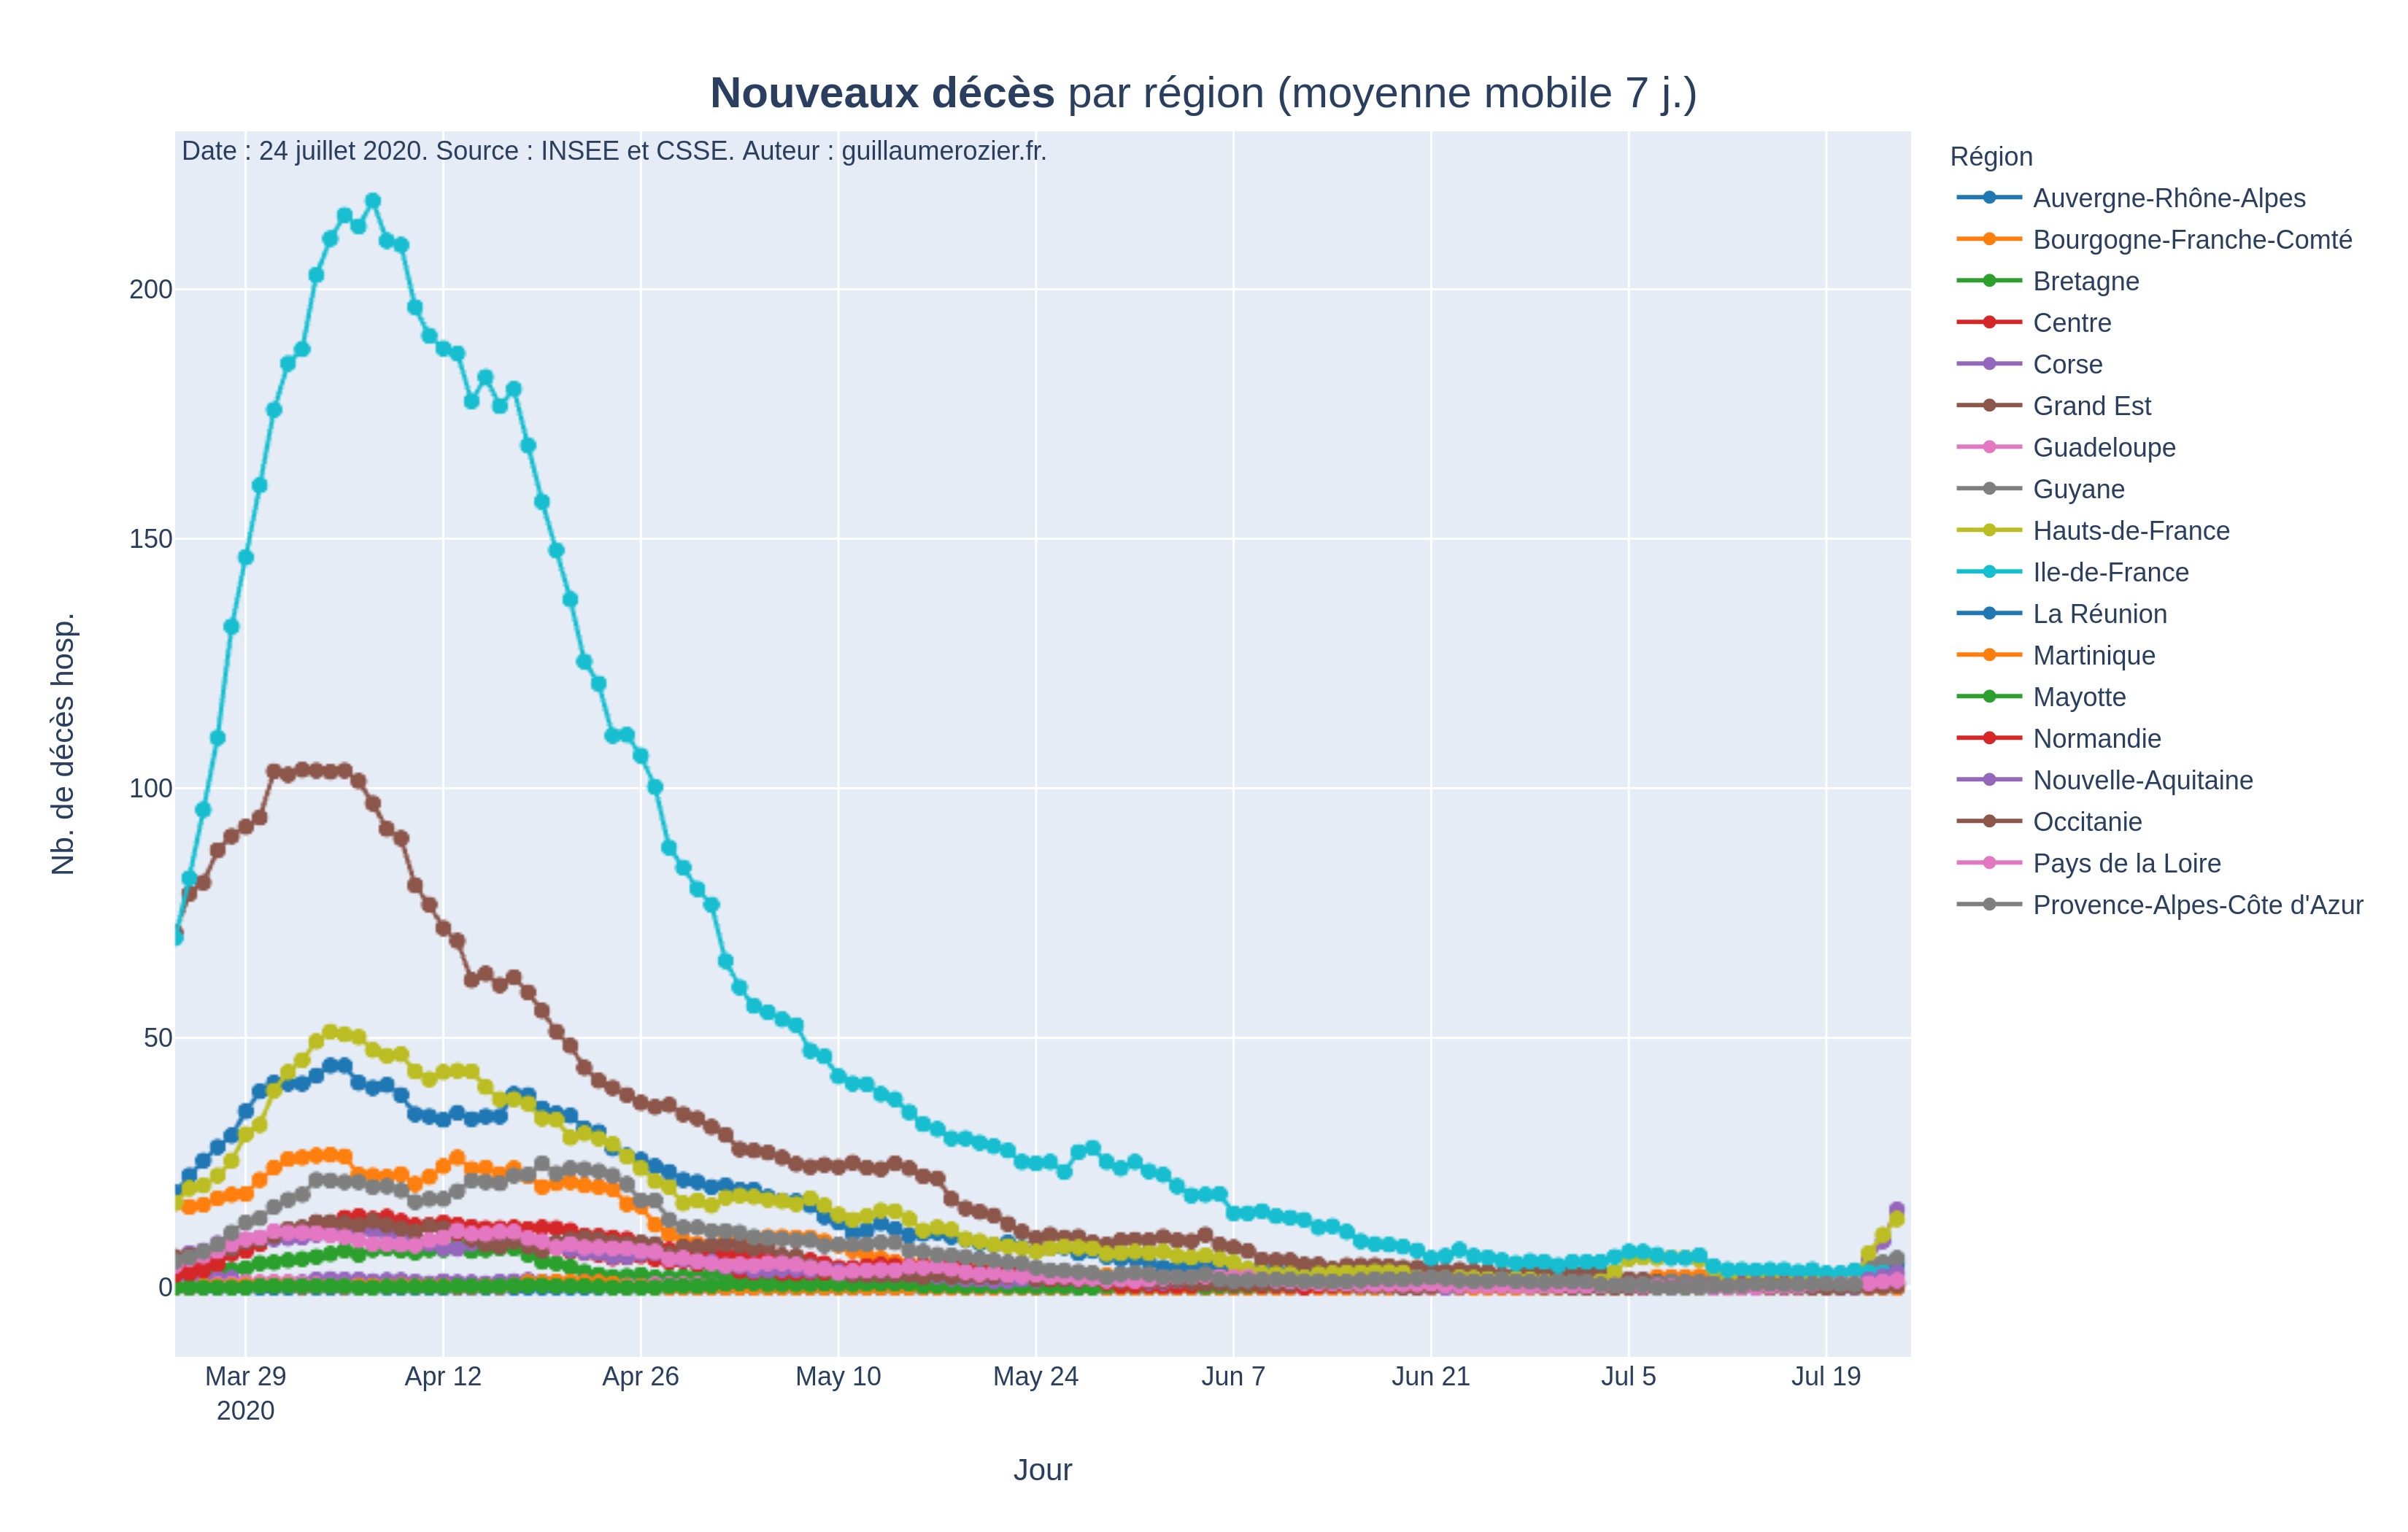 Nouveaux décès par région (moyenne mobile 7 j.)
Date : 24 juillet 2020. Source : INSEE et CSSE. Auteur : guillaumerozier.fr.
Région
Auvergne-Rhône-Alpes
Bourgogne-Franche-Comté
Bretagne
Centre
Corse
Grand Est
Guadeloupe
Guyane
Hauts-de-France
Ile-de-France
La Réunion
Martinique
Mayotte
Normandie
Nouvelle-Aquitaine
Occitanie
Pays de la Loire
Provence-Alpes-Côte d'Azur
Nb. de décès hosp.
200
150
100
50
0
Mar 29 Apr 12 Apr 26 May 10 May 24 Jun 7 Jun 21 Jul 5 Jul 19
2020
Jour